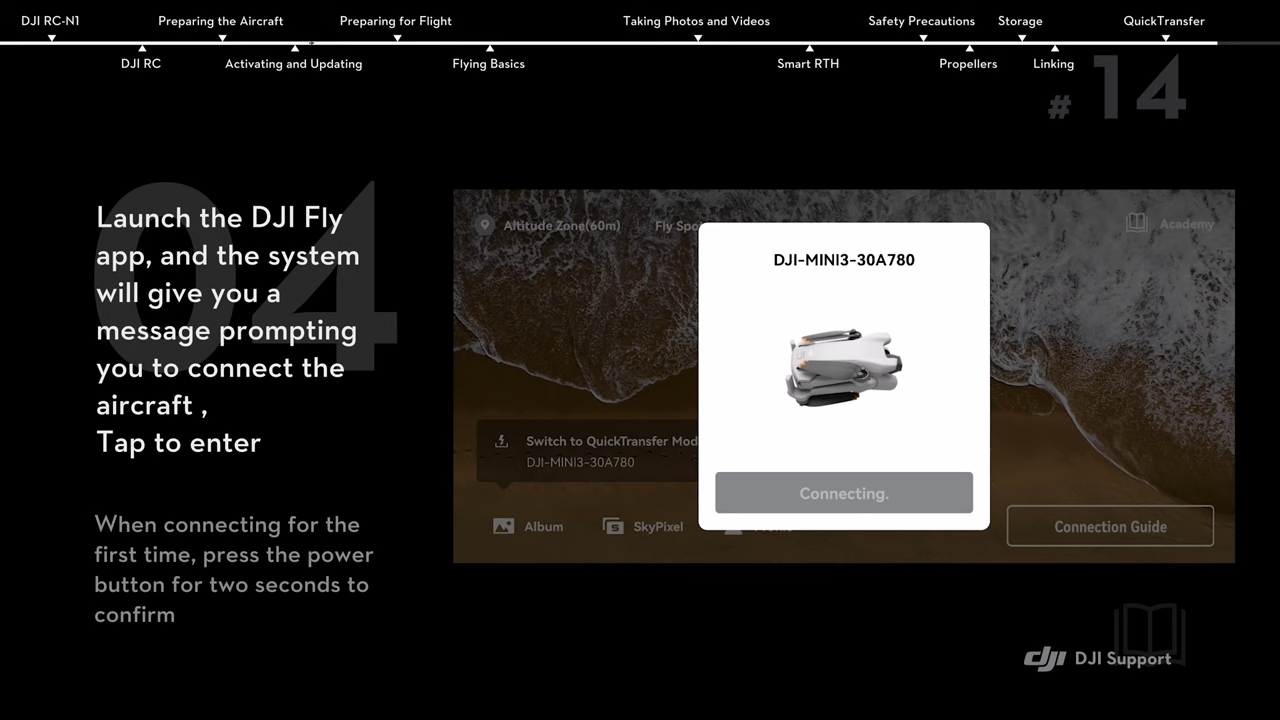 DJI RC-N1
Preparing the Aircraft
Preparing for Flight
Taking Photos and Videos
Safety Precautions
Storage
QuickTransfer
DJI RC
Activating and Updating
Flying Basics
Smart RTH
Propellers
Linking
# 14
04
Launch the DJI Fly
app, and the system
will give you a
message prompting
you to connect the
aircraft ,
Tap to enter
When connecting for the
first time, press the power
button for two seconds to
confirm
Altitude Zone(60m)
Fly Spo
Academy
DJI-MINI3-30A780
Switch to QuickTransfer Mod
DJI-MINI3-30A780
Connecting.
Album
SkyPixel
Connection Guide
dji DJI Support